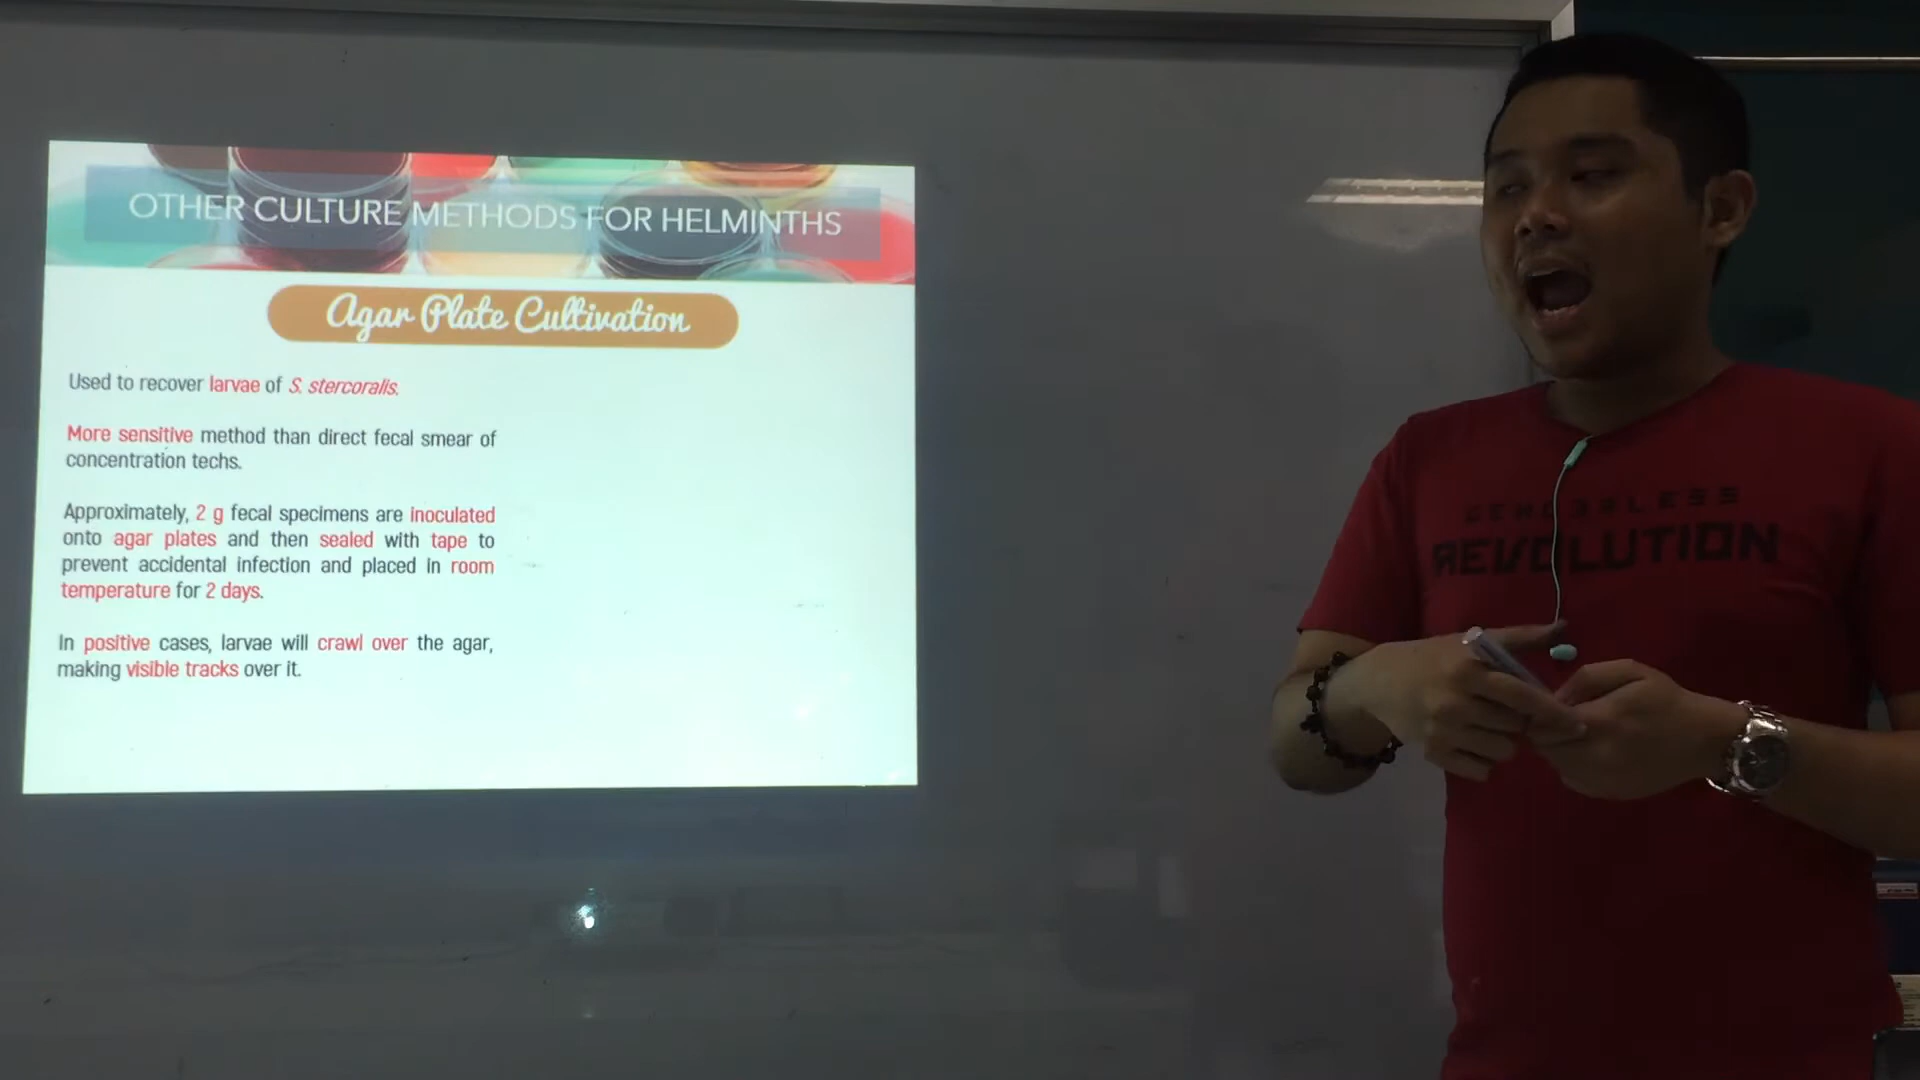 OTHER CULTURE METHODS FOR HELMINTHS
Agar Plate Cultivation
Used to recover larvae of S. stercoralis.
More sensitive method than direct fecal smear of
concentration techs.
Approximately, 2 g fecal specimens are inoculated
onto agar plates and then sealed with tape to
prevent accidental infection and placed in room
temperature for 2 days.
In positive cases, larvae will crawl over the agar,
making visible tracks over it.
REVOLUTION